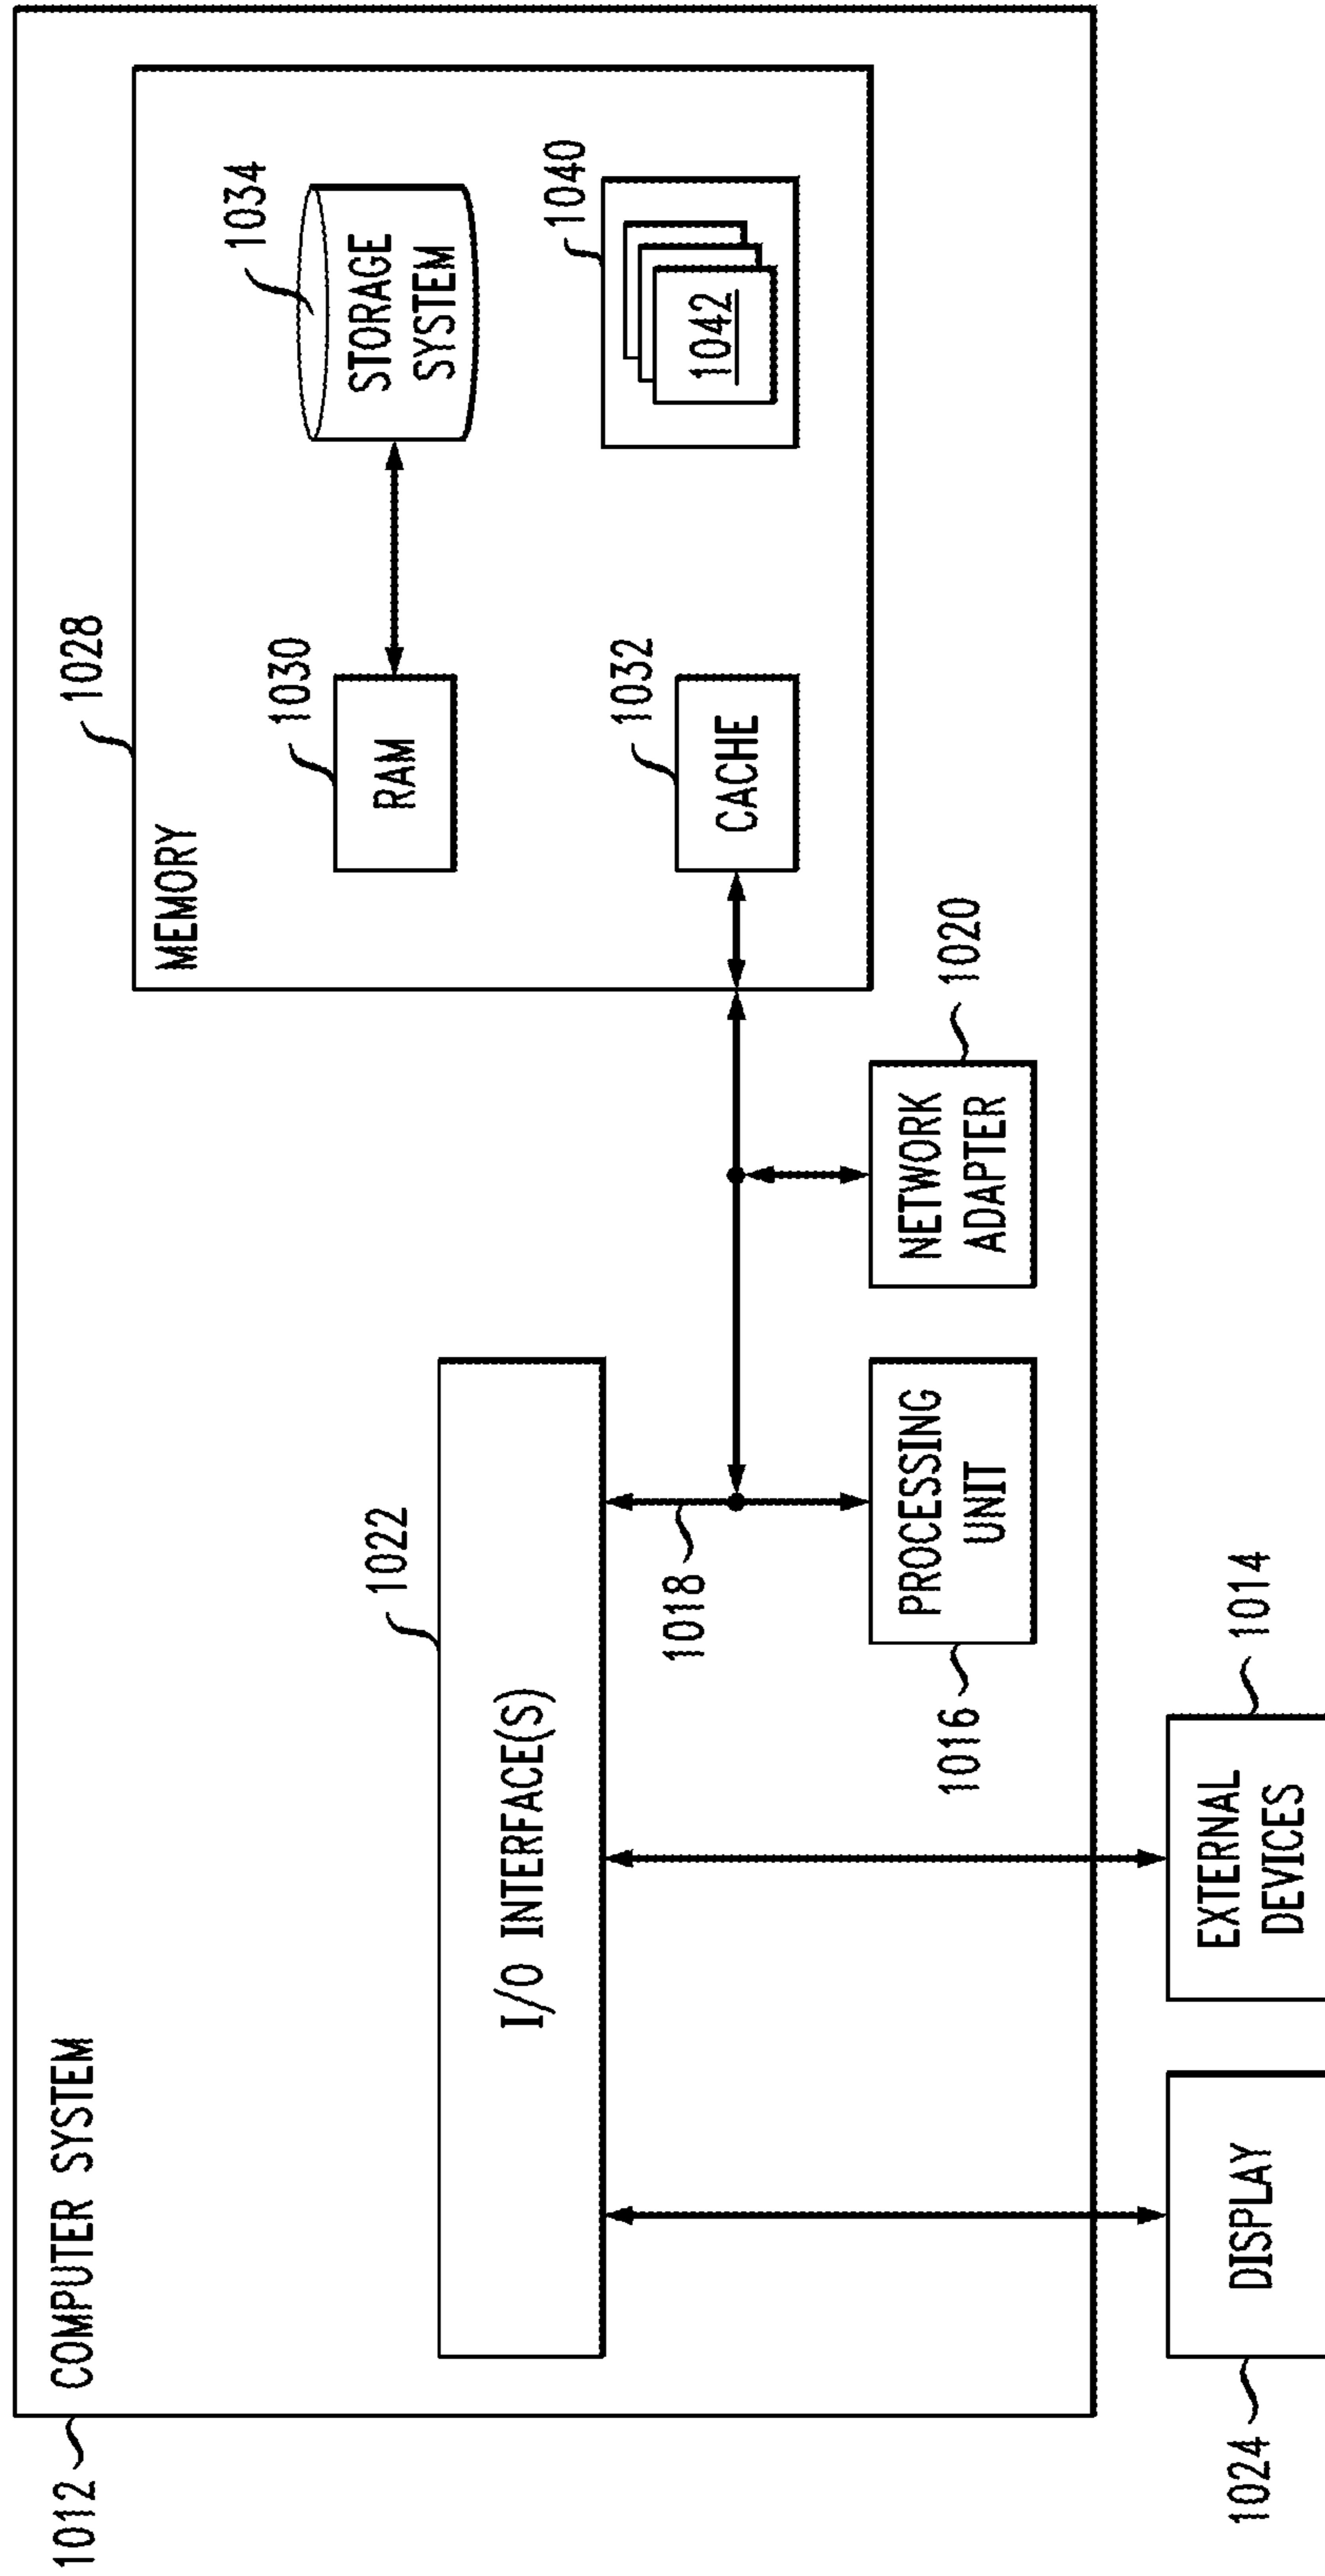 1012
COMPUTER SYSTEM
1028
MEMORY
1030
RAM
1034
STORAGE
SYSTEM
1022
I/O INTERFACE(S)
1032
CACHE
1040
1042
1018
1016
PROCESSING
UNIT
NETWORK
ADAPTER
1020
1024
DISPLAY
EXTERNAL
DEVICES
1014